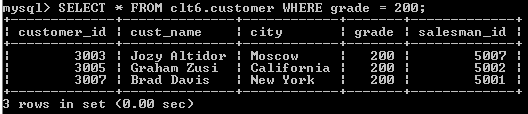 mysql> SELECT * FROM clt6.customer WHERE grade = 200;
customer_id | cust_name | city | grade | salesman_id
3003 | Jozy Altidor | Moscow | 200 | 5007
3005 | Graham Zusi | California | 200 | 5002
3007 | Brad Davis | New York | 200 | 5001
3 rows in set (0.00 sec)